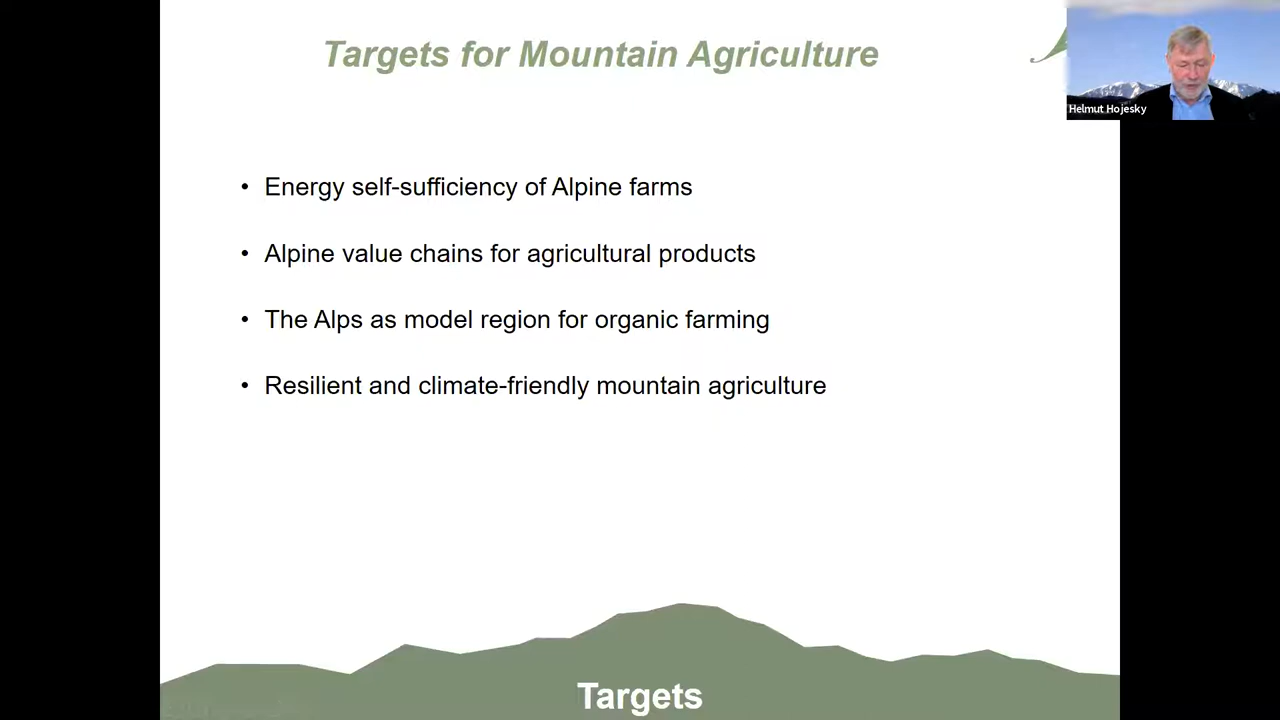 Targets for Mountain Agriculture
Helmut Hojesky
• Energy self-sufficiency of Alpine farms
• Alpine value chains for agricultural products
• The Alps as model region for organic farming
• Resilient and climate-friendly mountain agriculture
Targets